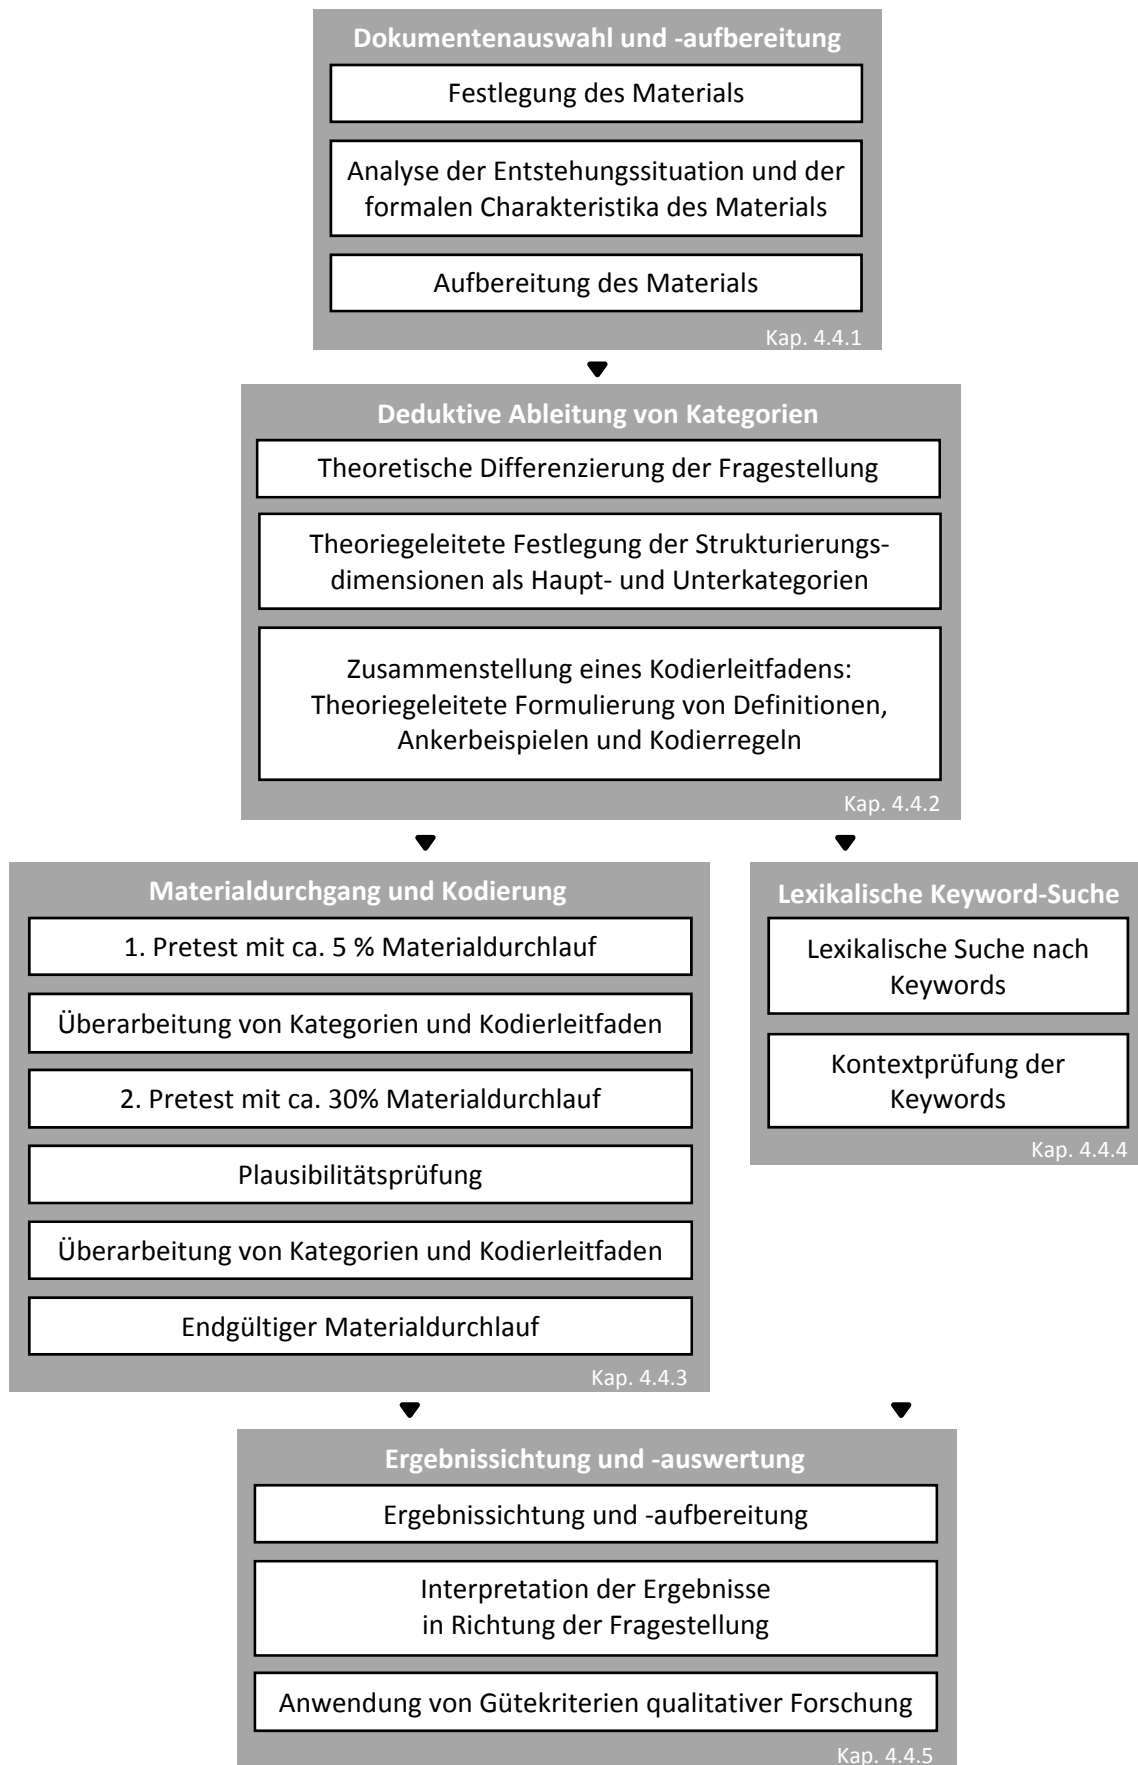 Dokumentenauswahl und -aufbereitung
Festlegung des Materials
Analyse der Entstehungssituation und der
formalen Charakteristika des Materials
Aufbereitung des Materials
Kap. 4.4.1
Deduktive Ableitung von Kategorien
Theoretische Differenzierung der Fragestellung
Theoriegeleitete Festlegung der Strukturierungs-
dimensionen als Haupt- und Unterkategorien
Zusammenstellung eines Kodierleitfadens:
Theoriegeleitete Formulierung von Definitionen,
Ankerbeispielen und Kodierregeln
Kap. 4.4.2
Materialdurchgang und Kodierung
1. Pretest mit ca. 5 % Materialdurchlauf
Überarbeitung von Kategorien und Kodierleitfaden
2. Pretest mit ca. 30% Materialdurchlauf
Plausibilitätsprüfung
Überarbeitung von Kategorien und Kodierleitfaden
Endgültiger Materialdurchlauf
Kap. 4.4.3
Lexikalische Keyword-Suche
Lexikalische Suche nach
Keywords
Kontextprüfung der
Keywords
Kap. 4.4.4
Ergebnissichtung und -auswertung
Ergebnissichtung und -aufbereitung
Interpretation der Ergebnisse
in Richtung der Fragestellung
Anwendung von Gütekriterien qualitativer Forschung
Kap. 4.4.5